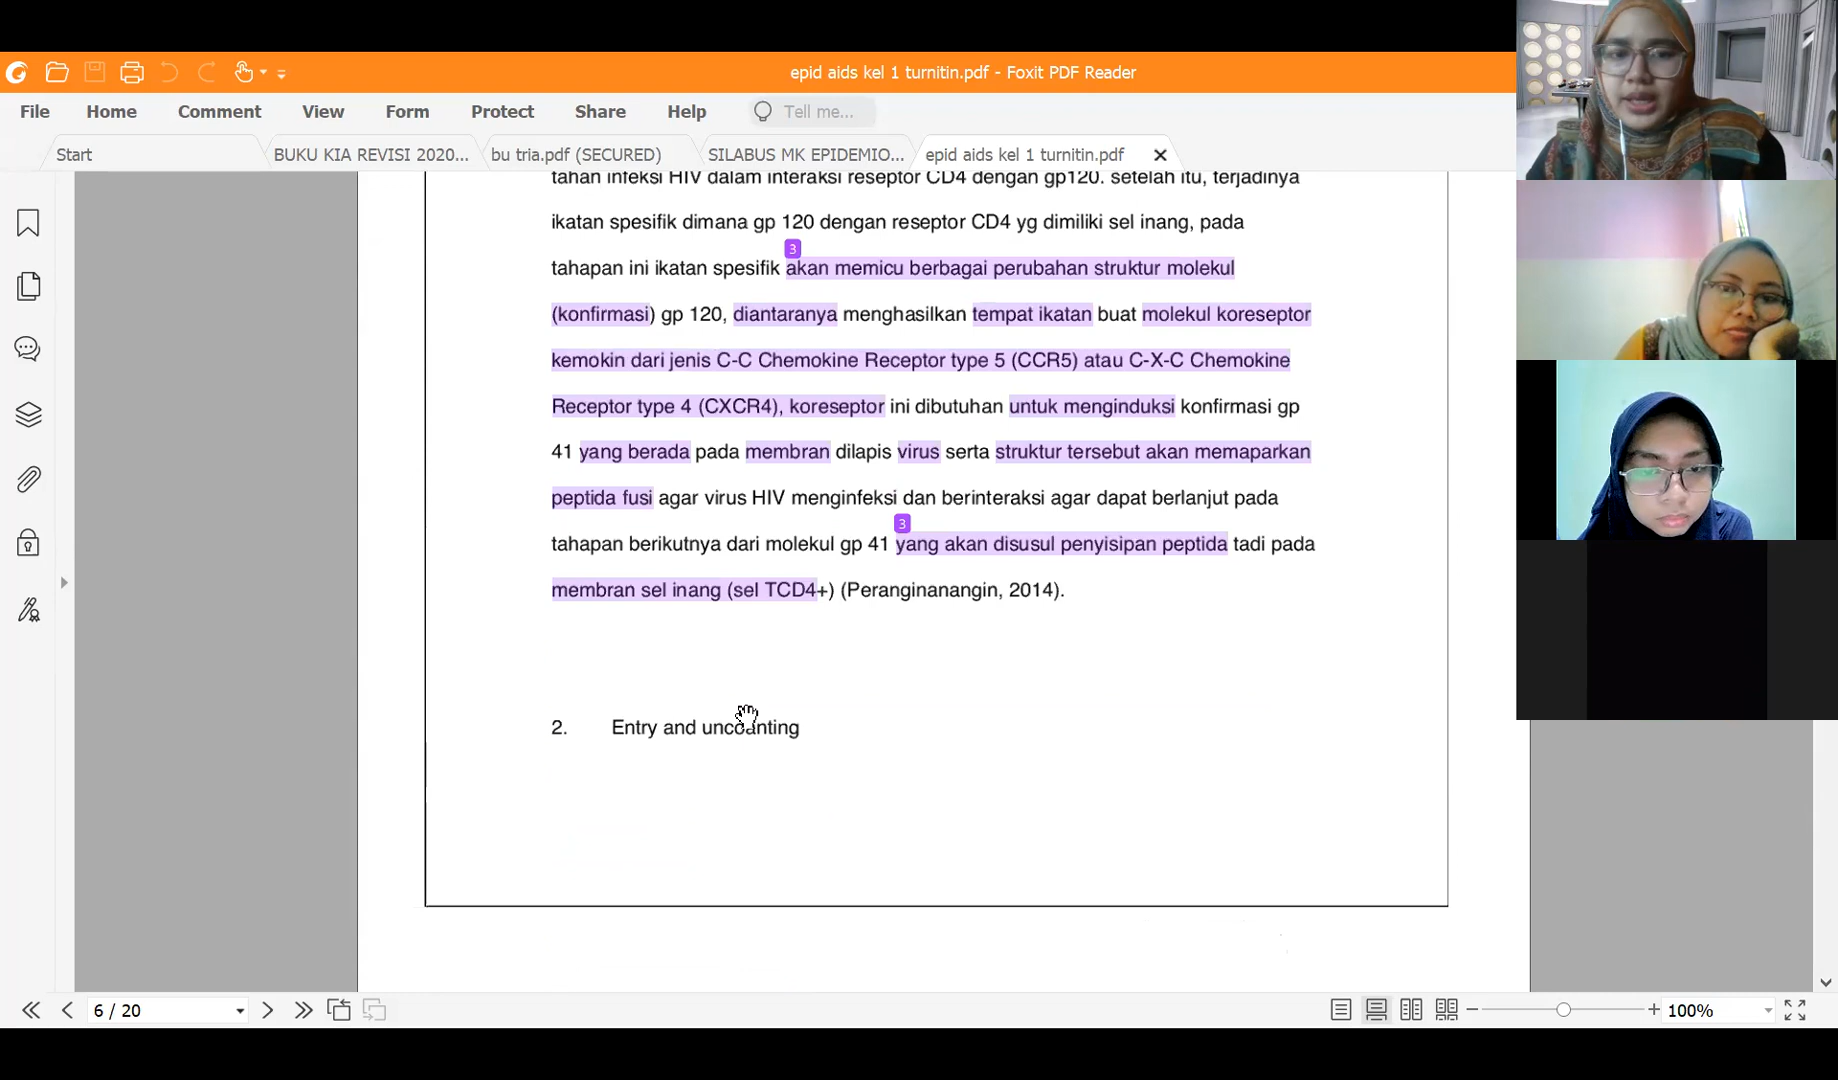 epid aids kel 1 turnitin.pdf - Foxit PDF Reader
File Home Comment View Form Protect Share Help Tell me...
Start BUKU KIA REVISI 2020... bu tria.pdf (SECURED) SILABUS MK EPIDEMIO... epid aids kel 1 turnitin.pdf
tahan infeksi HIV dalam interaksi reseptor CD4 dengan gp120. setelah itu, terjadinya
ikatan spesifik dimana gp 120 dengan reseptor CD4 yg dimiliki sel inang, pada
3
tahapan ini ikatan spesifik akan memicu berbagai perubahan struktur molekul
(konfirmasi) gp 120, diantaranya menghasilkan tempat ikatan buat molekul koreseptor
kemokin dari jenis C-C Chemokine Receptor type 5 (CCR5) atau C-X-C Chemokine
Receptor type 4 (CXCR4), koreseptor ini dibutuhan untuk menginduksi konfirmasi gp
41 yang berada pada membran dilapis virus serta struktur tersebut akan memaparkan
peptida fusi agar virus HIV menginfeksi dan berinteraksi agar dapat berlanjut pada
3
tahapan berikutnya dari molekul gp 41 yang akan disusul penyisipan peptida tadi pada
membran sel inang (sel TCD4+) (Peranginanangin, 2014).
2. Entry and uncounting
6 / 20 100%